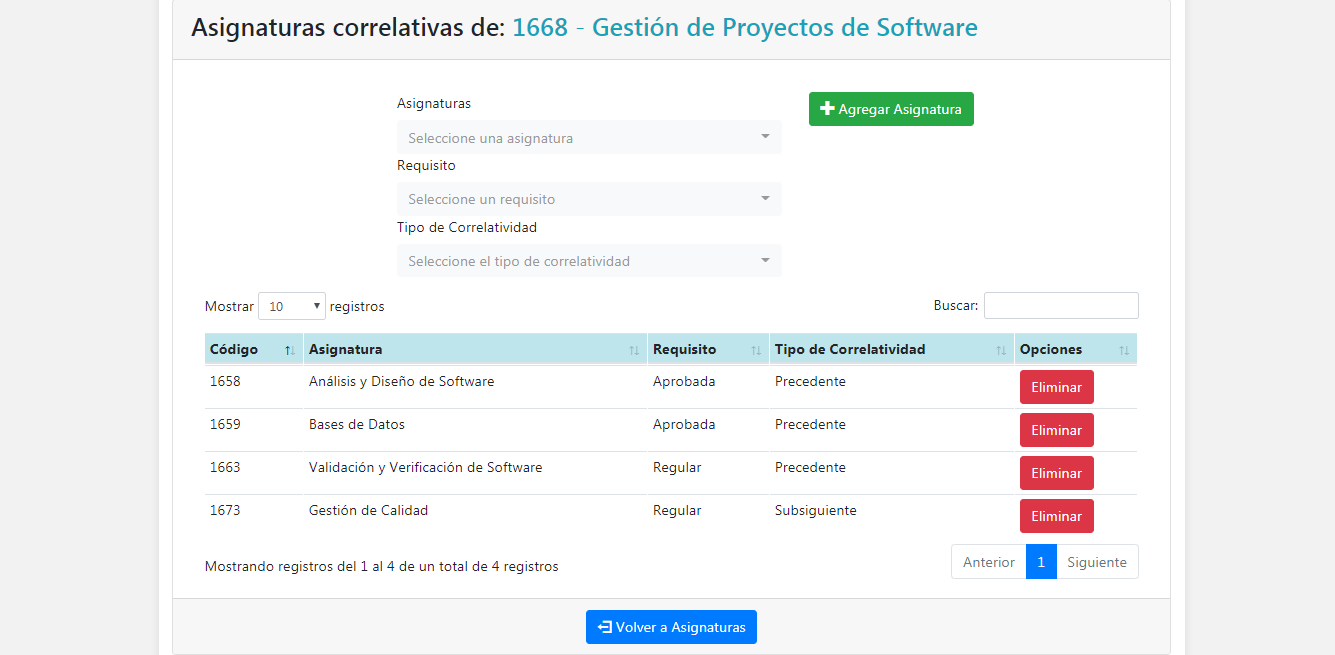 Asignaturas correlativas de: 1668 - Gestión de Proyectos de Software
Asignaturas
Agregar Asignatura
Seleccione una asignatura
Requisito
Seleccione un requisito
Tipo de Correlatividad
Seleccione el tipo de correlatividad
Mostrar 10 registros
Buscar:
Código Asignatura Requisito Tipo de Correlatividad Opciones
1658 Análisis y Diseño de Software Aprobada Precedente Eliminar
1659 Bases de Datos Aprobada Precedente Eliminar
1663 Validación y Verificación de Software Regular Precedente Eliminar
1673 Gestión de Calidad Regular Subsiguiente Eliminar
Mostrando registros del 1 al 4 de un total de 4 registros
Anterior 1 Siguiente
Volver a Asignaturas